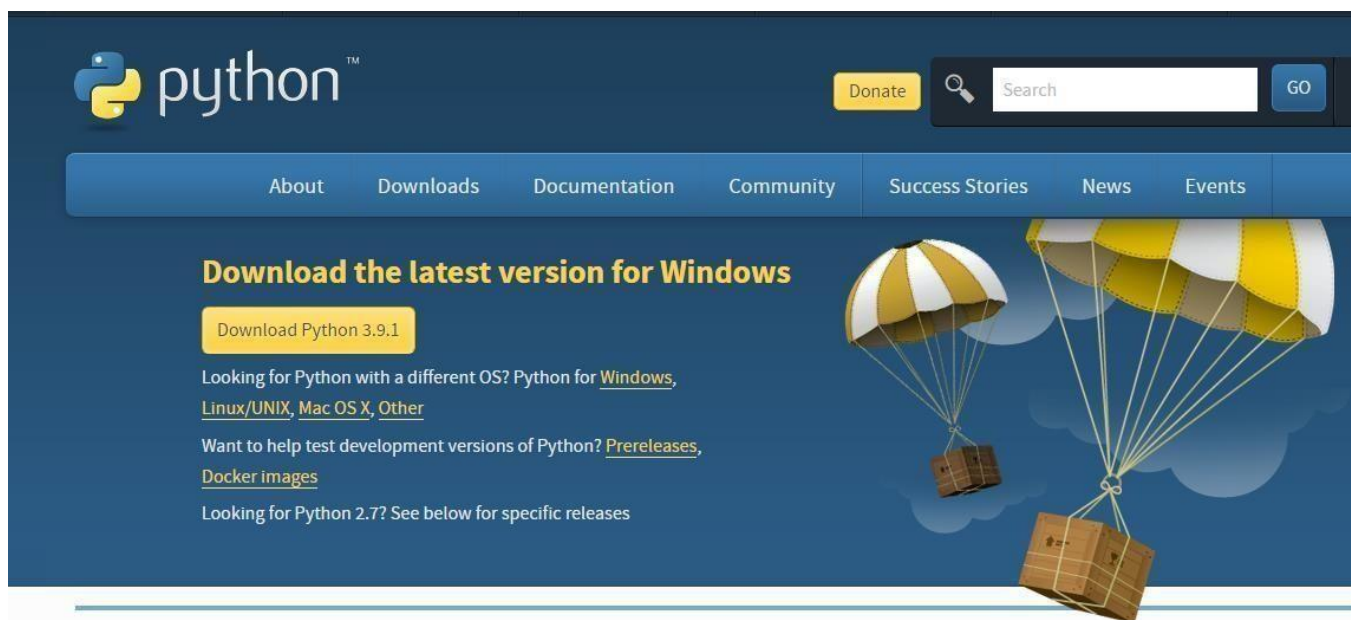 python™
Donate
Search
GO
About Downloads Documentation Community Success Stories News Events
Download the latest version for Windows
Download Python 3.9.1
Looking for Python with a different OS? Python for Windows,
Linux/UNIX, Mac OS X, Other
Want to help test development versions of Python? Prereleases,
Docker images
Looking for Python 2.7? See below for specific releases